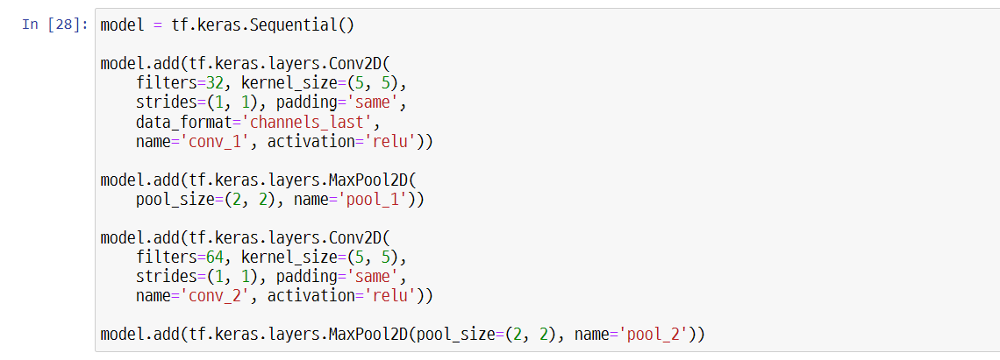 In [28]: model = tf.keras.Sequential()
model.add(tf.keras.layers.Conv2D(
    filters=32, kernel_size=(5, 5),
    strides=(1, 1), padding='same',
    data_format='channels_last',
    name='conv_1', activation='relu'))
model.add(tf.keras.layers.MaxPool2D(
    pool_size=(2, 2), name='pool_1'))
model.add(tf.keras.layers.Conv2D(
    filters=64, kernel_size=(5, 5),
    strides=(1, 1), padding='same',
    name='conv_2', activation='relu'))
model.add(tf.keras.layers.MaxPool2D(pool_size=(2, 2), name='pool_2'))